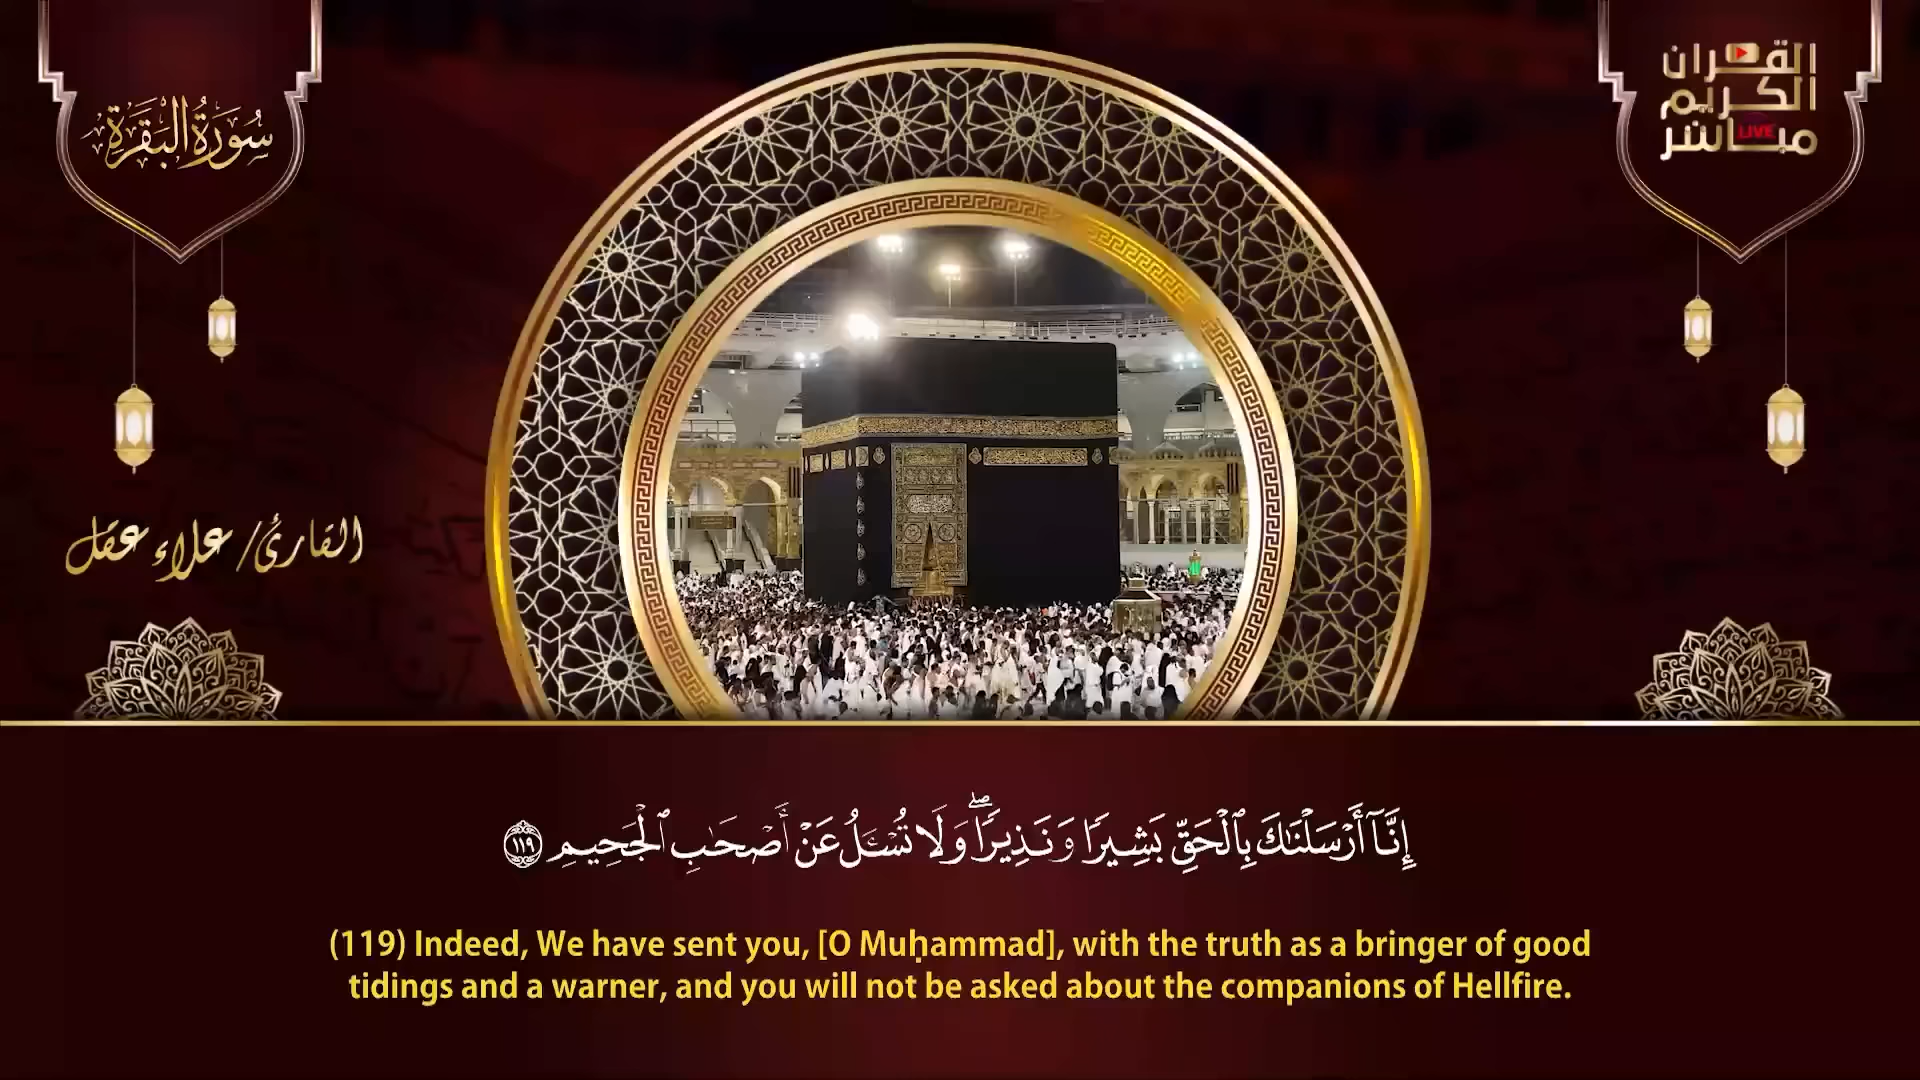 سُورَةُ البَقَرَةِ
القرآن
الكريم
مباشر
LIVE
القارئ/ علاء عقل
إِنَّآ أَرْسَلْنَٰكَ بِٱلْحَقِّ بَشِيرًا وَنَذِيرًاۖ وَلَا تُسْـَٔلُ عَنْ أَصْحَٰبِ ٱلْجَحِيمِ ١١٩
(119) Indeed, We have sent you, [O Muḥammad], with the truth as a bringer of good
tidings and a warner, and you will not be asked about the companions of Hellfire.